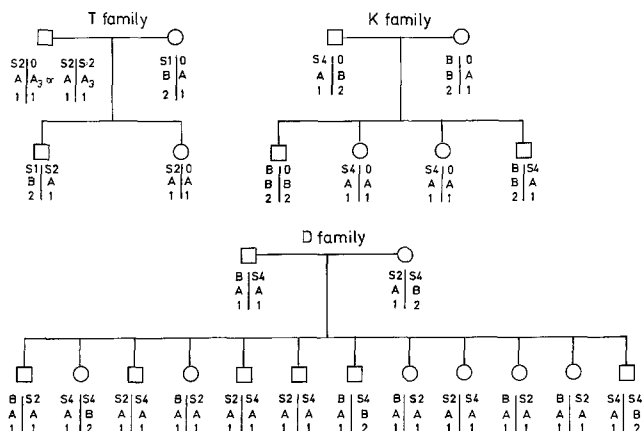 T family
K family
S2 0 S2 S2 S1 0
A A3 or A A3 B A
1 1 1 1 2 1
S4 0 B 0
A B B A
1 2 2 1
S1 S2 S2 0
B A A A
2 1 1 1
B 0 S4 0 S4 0 B S4
B B A A A A B A
2 2 1 1 1 1 2 1
D family
B S4 S2 S4
A A A B
1 1 1 2
B S2 S4 S4 S2 S4 B S2 S2 S4 S2 S4 B S4 B S2 S2 S4 B S2 B S2 S4 S4
A A A B A A A A A A A A A B A A A A A A A A A B
1 1 1 2 1 1 1 1 1 1 1 1 1 2 1 1 1 1 1 1 1 1 1 2